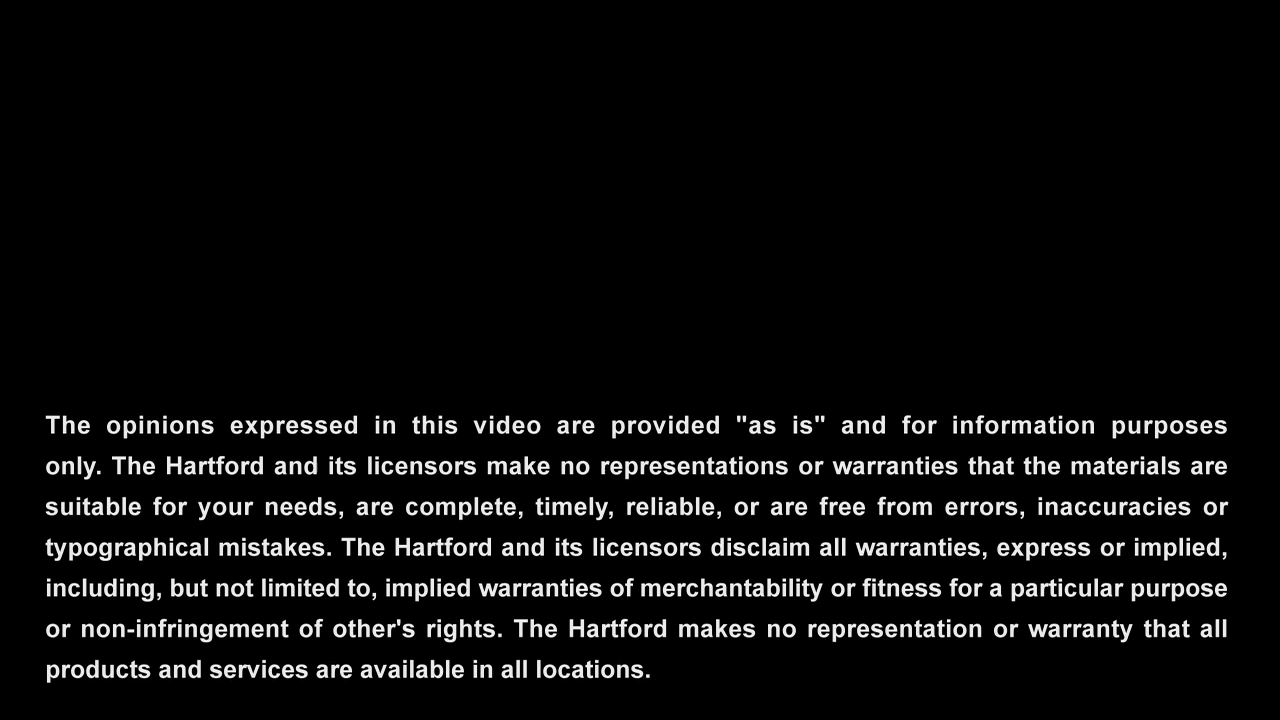 The opinions expressed in this video are provided "as is" and for information purposes
only. The Hartford and its licensors make no representations or warranties that the materials are
suitable for your needs, are complete, timely, reliable, or are free from errors, inaccuracies or
typographical mistakes. The Hartford and its licensors disclaim all warranties, express or implied,
including, but not limited to, implied warranties of merchantability or fitness for a particular purpose
or non-infringement of other's rights. The Hartford makes no representation or warranty that all
products and services are available in all locations.